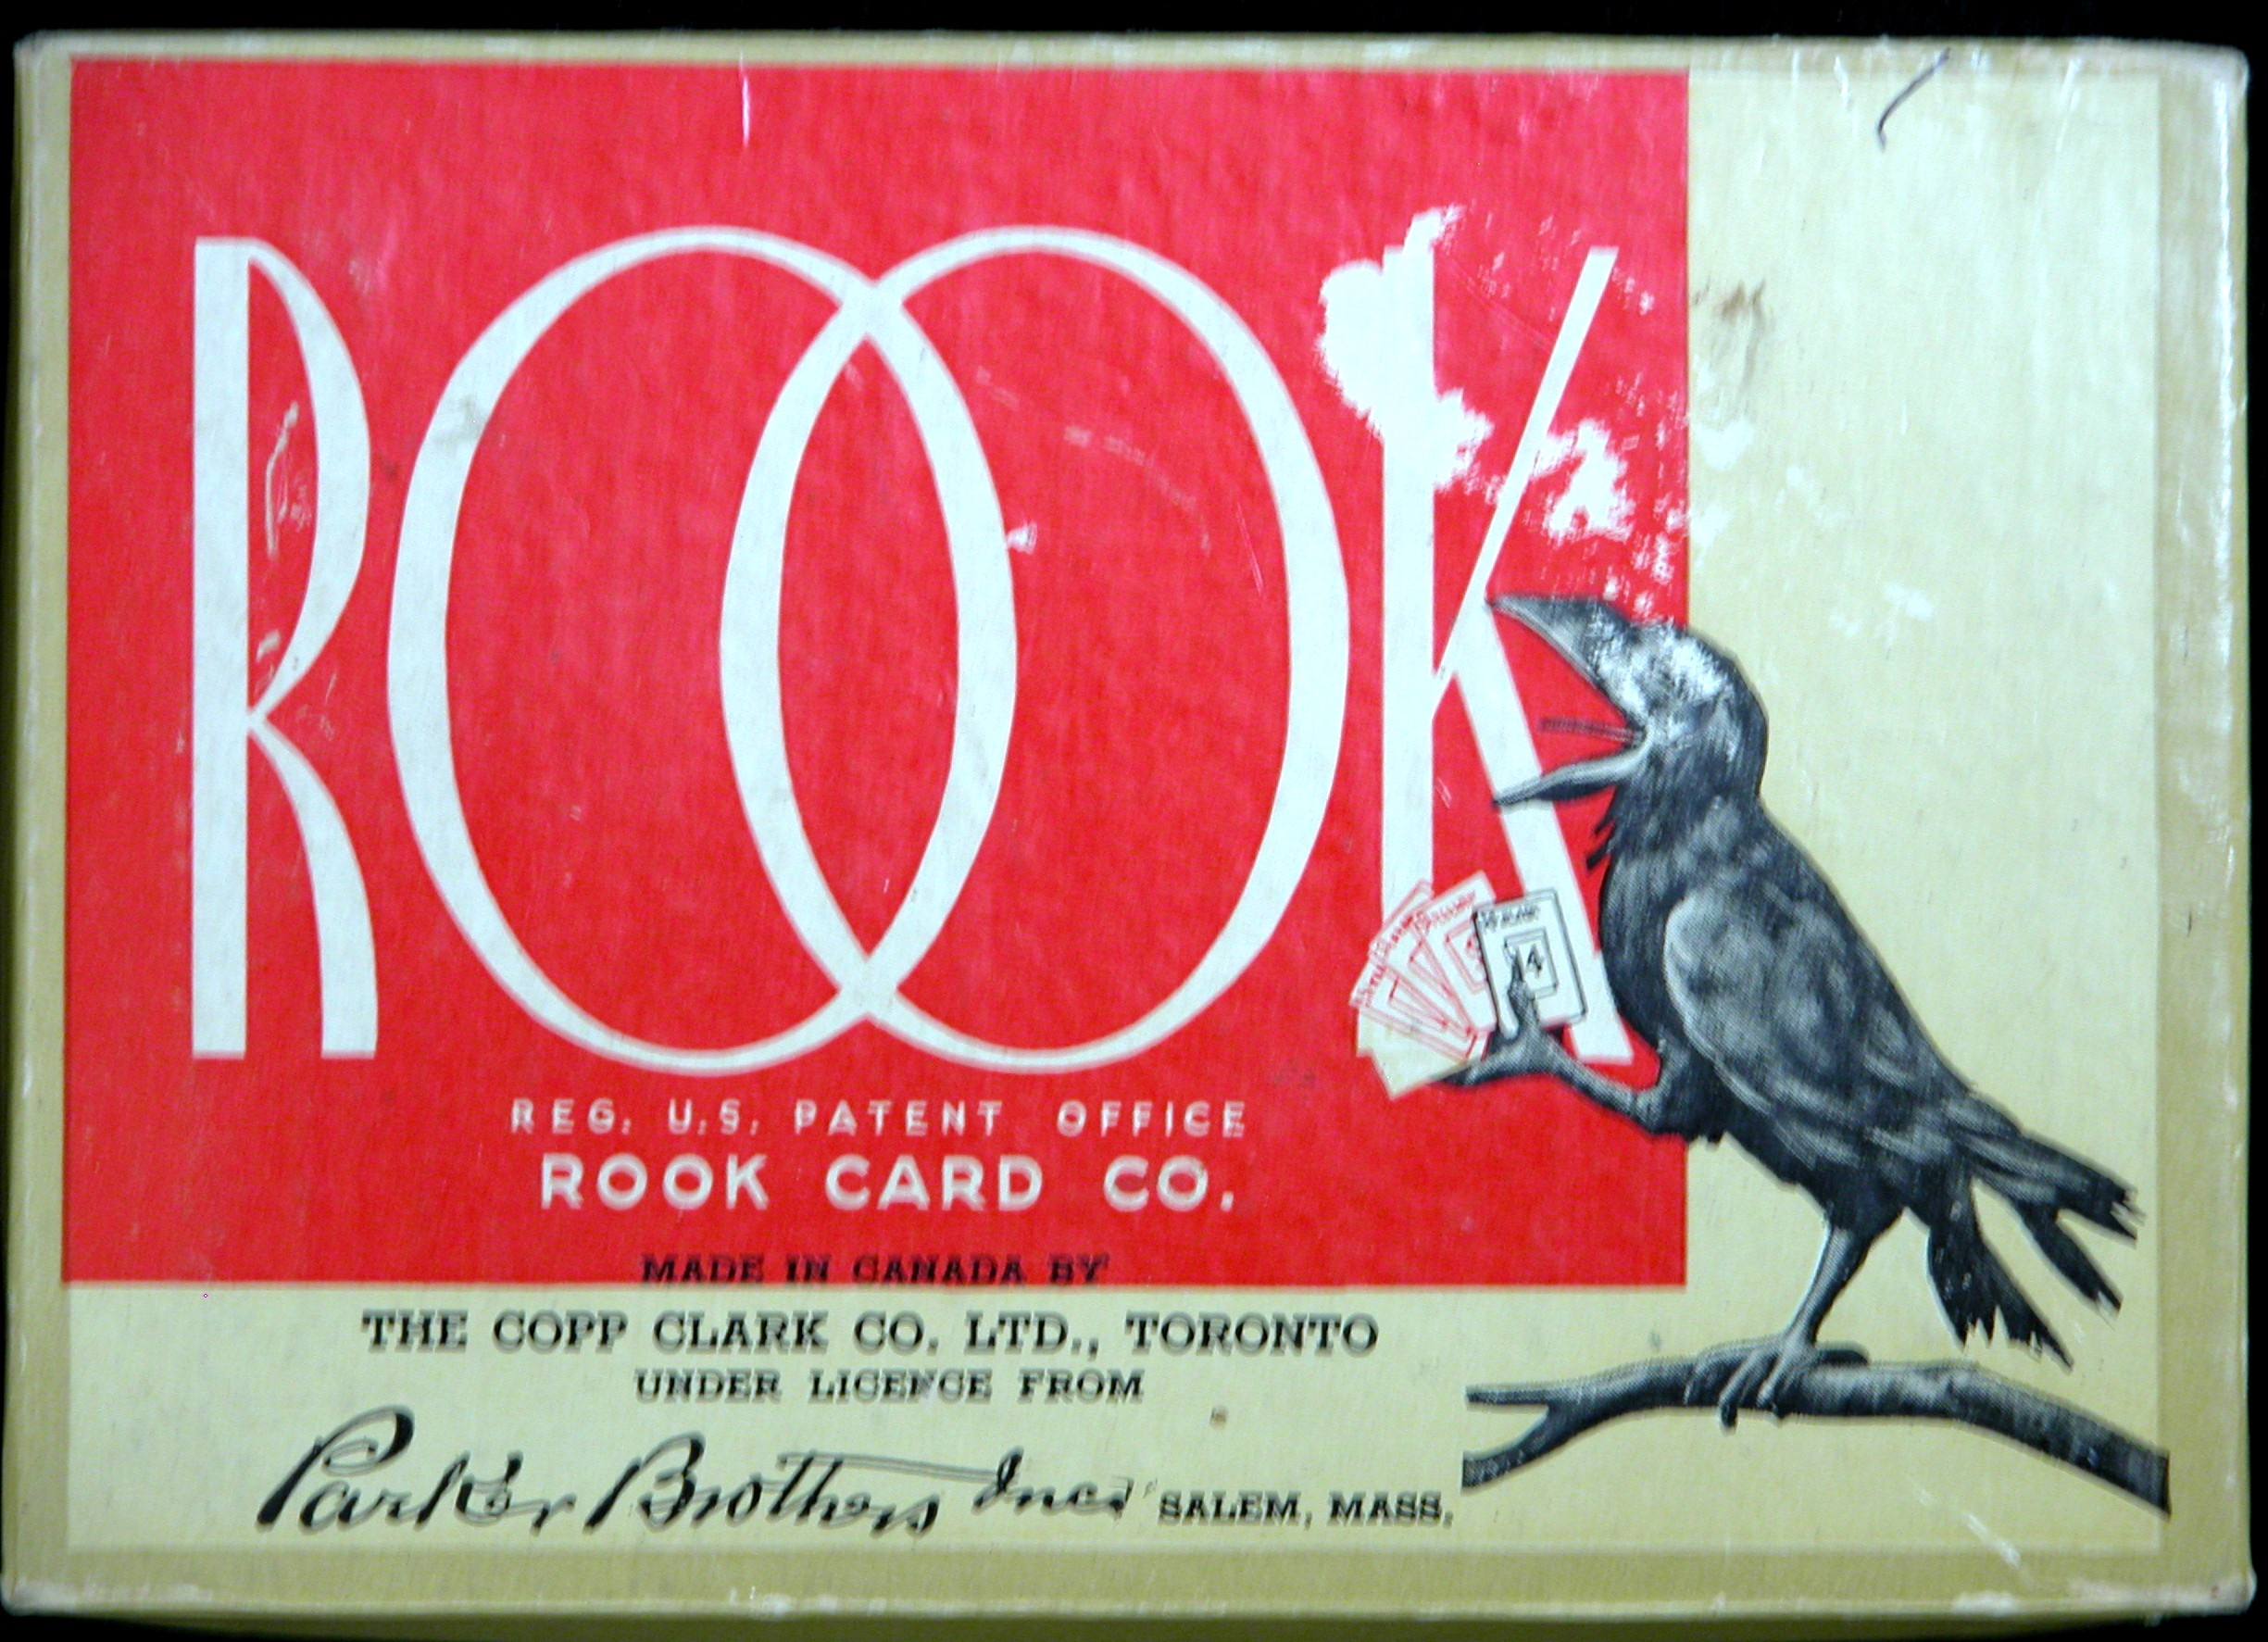 ROOK
REG. U.S. PATENT OFFICE
ROOK CARD CO.
14
MADE IN CANADA BY
THE COPP CLARK CO. LTD., TORONTO
UNDER LICENCE FROM
Parker Brothers Inc. SALEM, MASS.